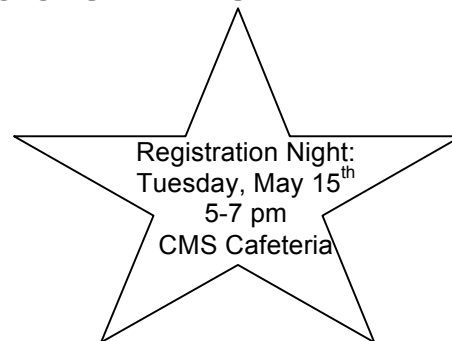 Registration Night:
Tuesday, May 15th
5-7 pm
CMS Cafeteria